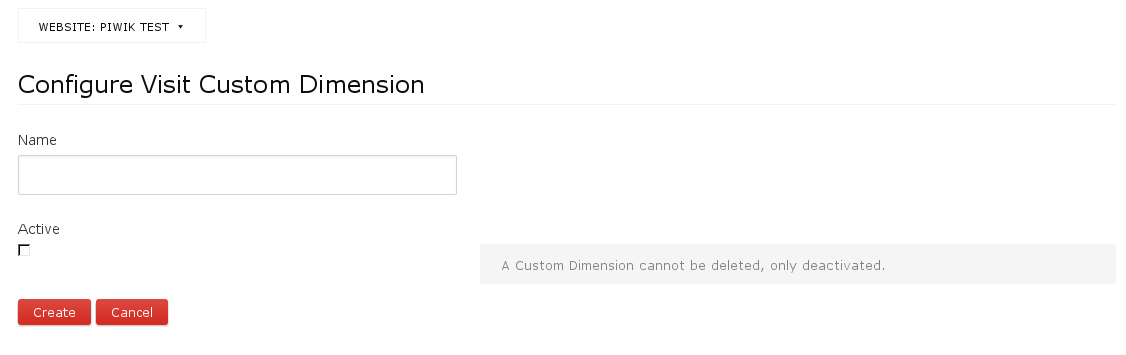 WEBSITE: PIWIK TEST
Configure Visit Custom Dimension
Name
Active
A Custom Dimension cannot be deleted, only deactivated.
Create Cancel